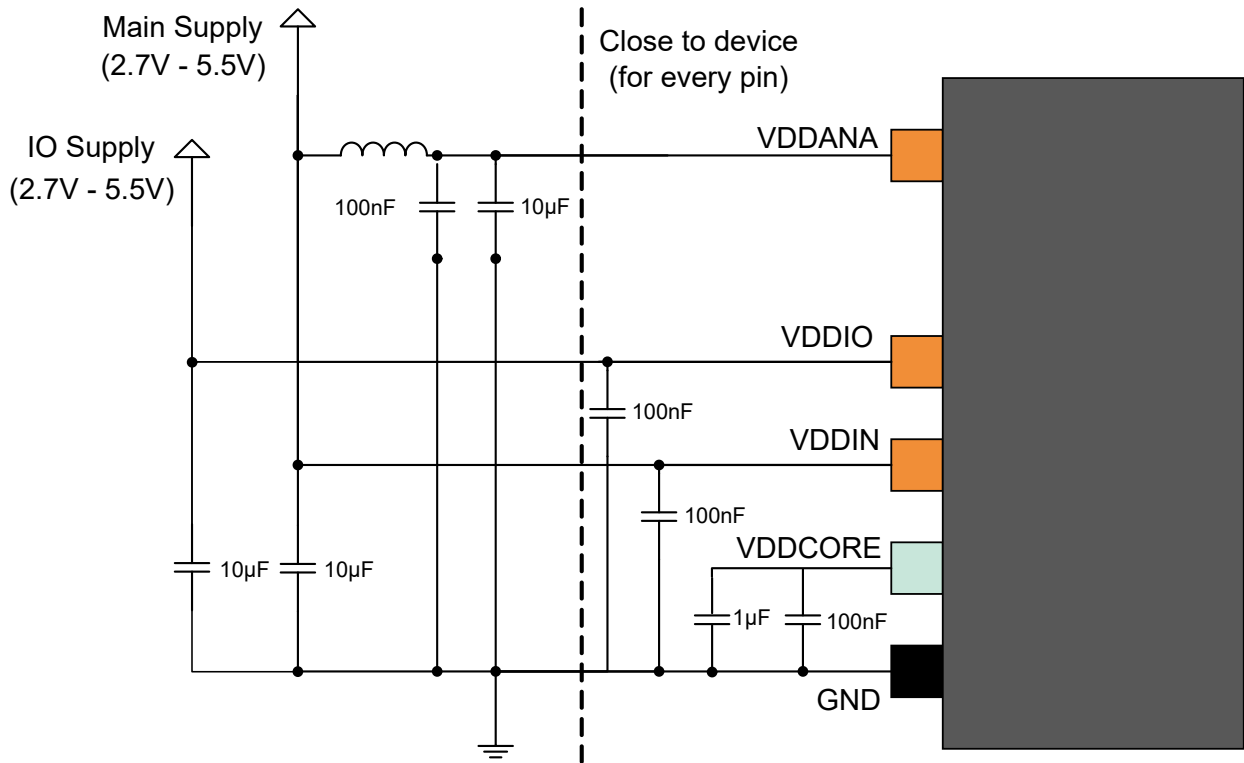 Main Supply
(2.7V - 5.5V)
Close to device
(for every pin)
IO Supply
(2.7V - 5.5V)
VDDANA
100nF
10µF
VDDIO
100nF
VDDIN
100nF
VDDCORE
10µF
10µF
1µF
100nF
GND